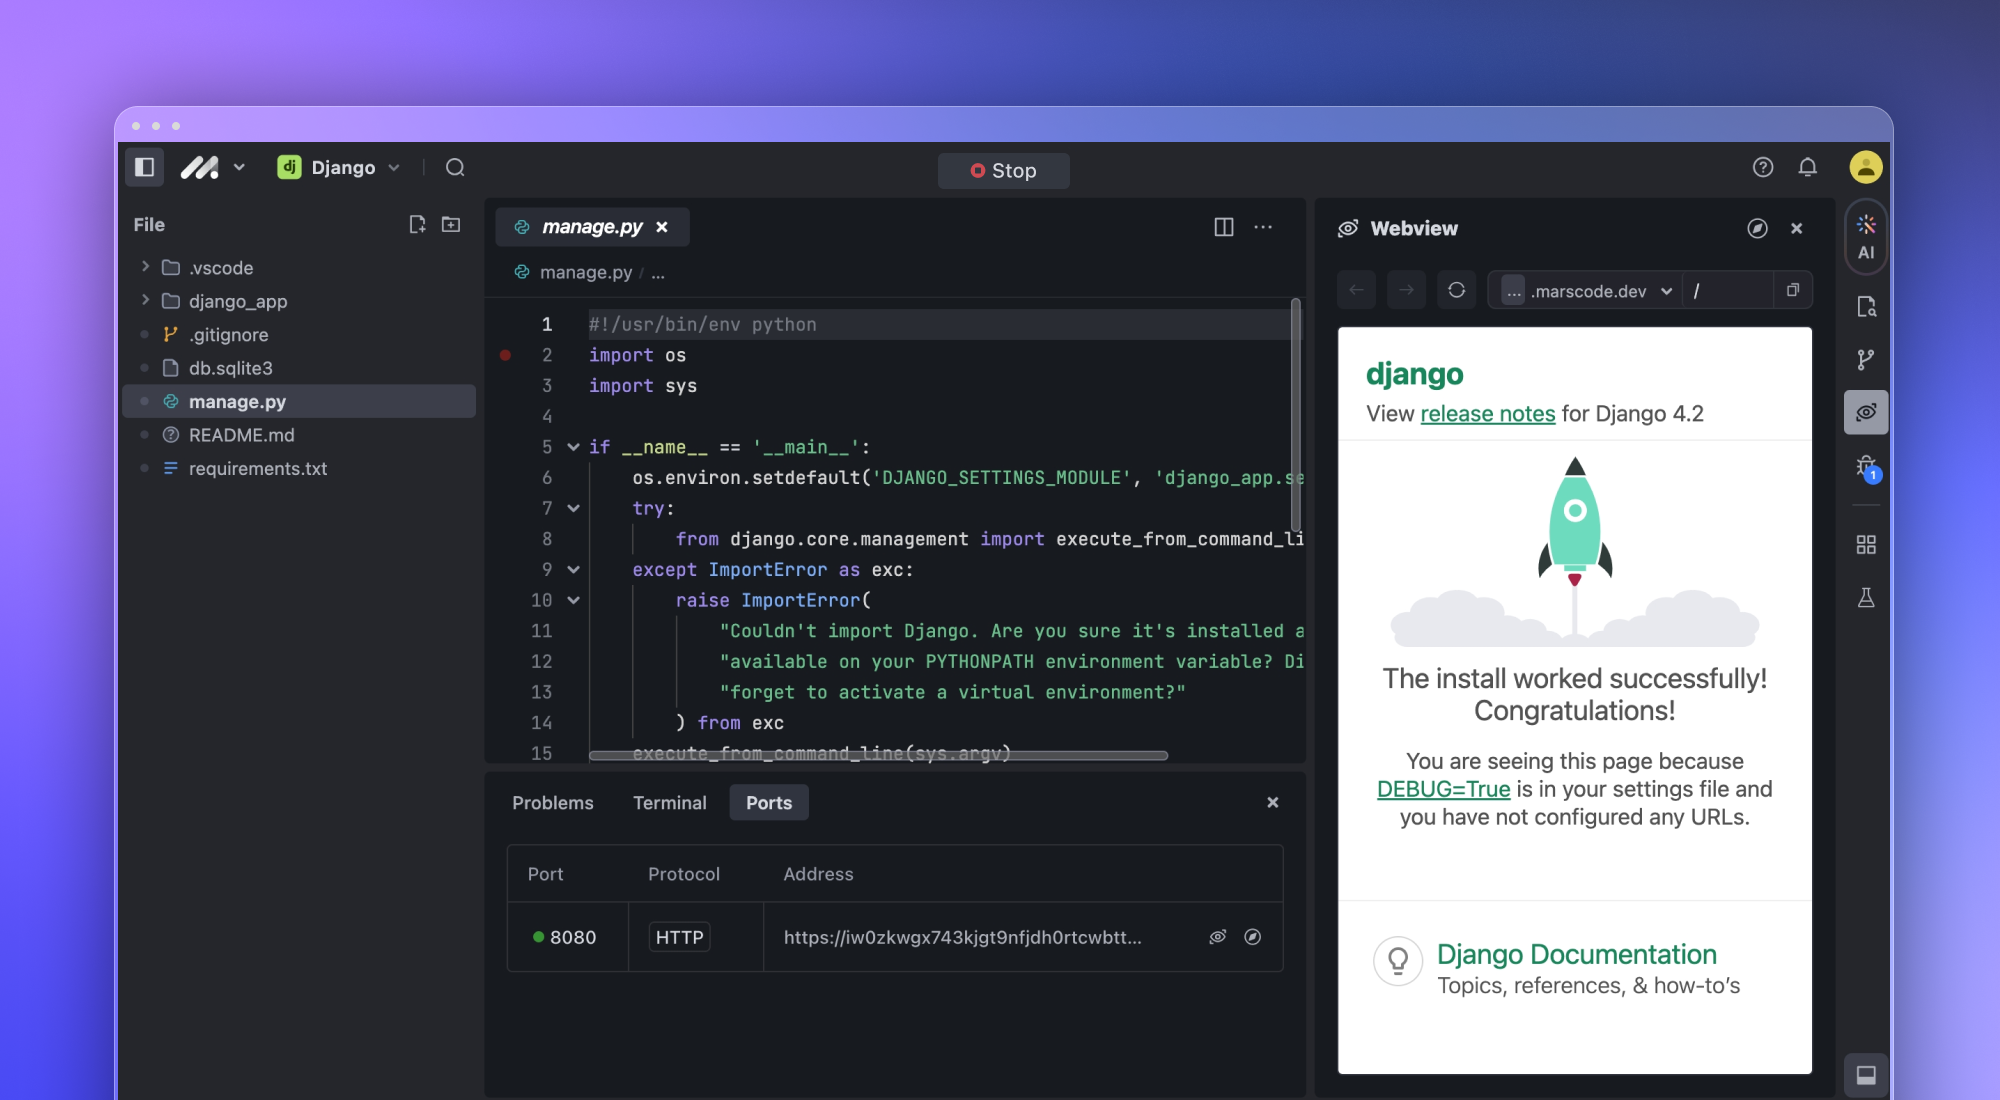 dj Django
Stop
File
.vscode
django_app
.gitignore
db.sqlite3
manage.py
README.md
requirements.txt
manage.py
manage.py / ...
1 #!/usr/bin/env python
2 import os
3 import sys
4
5 if __name__ == '__main__':
6 os.environ.setdefault('DJANGO_SETTINGS_MODULE', 'django_app.se
7 try:
8 from django.core.management import execute_from_command_li
9 except ImportError as exc:
10 raise ImportError(
11 "Couldn't import Django. Are you sure it's installed a
12 "available on your PYTHONPATH environment variable? Di
13 "forget to activate a virtual environment?"
14 ) from exc
15 execute_from_command_line(sys.argv)
Problems Terminal Ports
Port Protocol Address
8080 HTTP https://iw0zkwgx743kjgt9nfjdh0rtcwbtt...
Webview
... .marscode.dev /
django
View release notes for Django 4.2
The install worked successfully!
Congratulations!
You are seeing this page because
DEBUG=True is in your settings file and
you have not configured any URLs.
Django Documentation
Topics, references, & how-to’s
AI
1